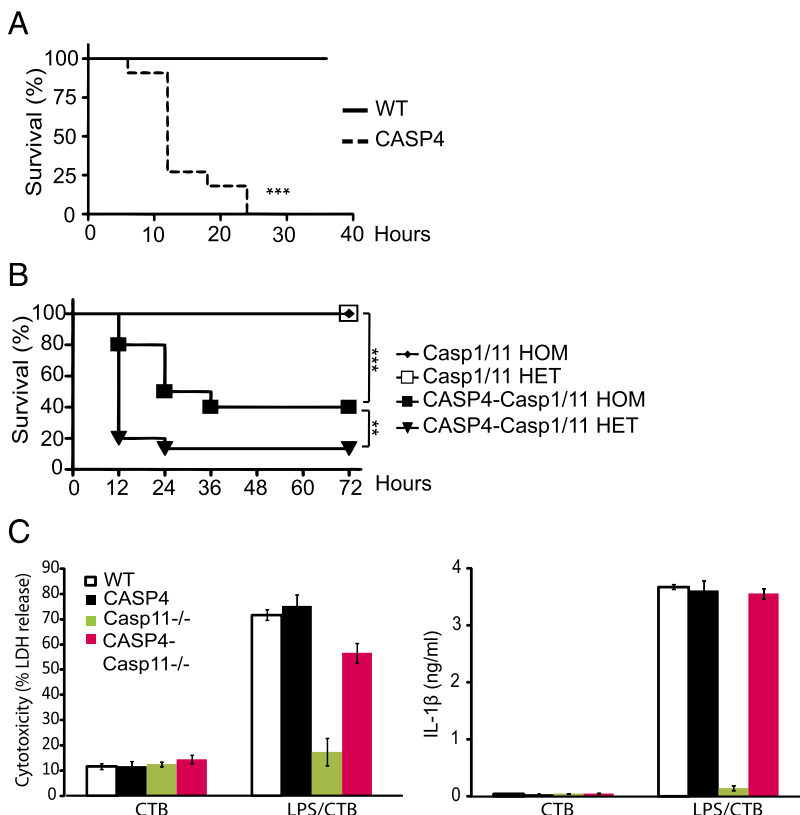 A
Survival (%)
100
75
50
25
0
0 10 20 30 40 Hours
WT
CASP4
***
B
Survival (%)
100
80
60
40
20
0
0 12 24 36 48 60 72 Hours
***
**
Casp1/11 HOM
Casp1/11 HET
CASP4-Casp1/11 HOM
CASP4-Casp1/11 HET
C
Cytotoxicity (% LDH release)
90
80
70
60
50
40
30
20
10
0
WT
CASP4
Casp11-/-
CASP4-
Casp11-/-
CTB LPS/CTB
IL-1β (ng/ml)
4
3
2
1
0
CTB LPS/CTB